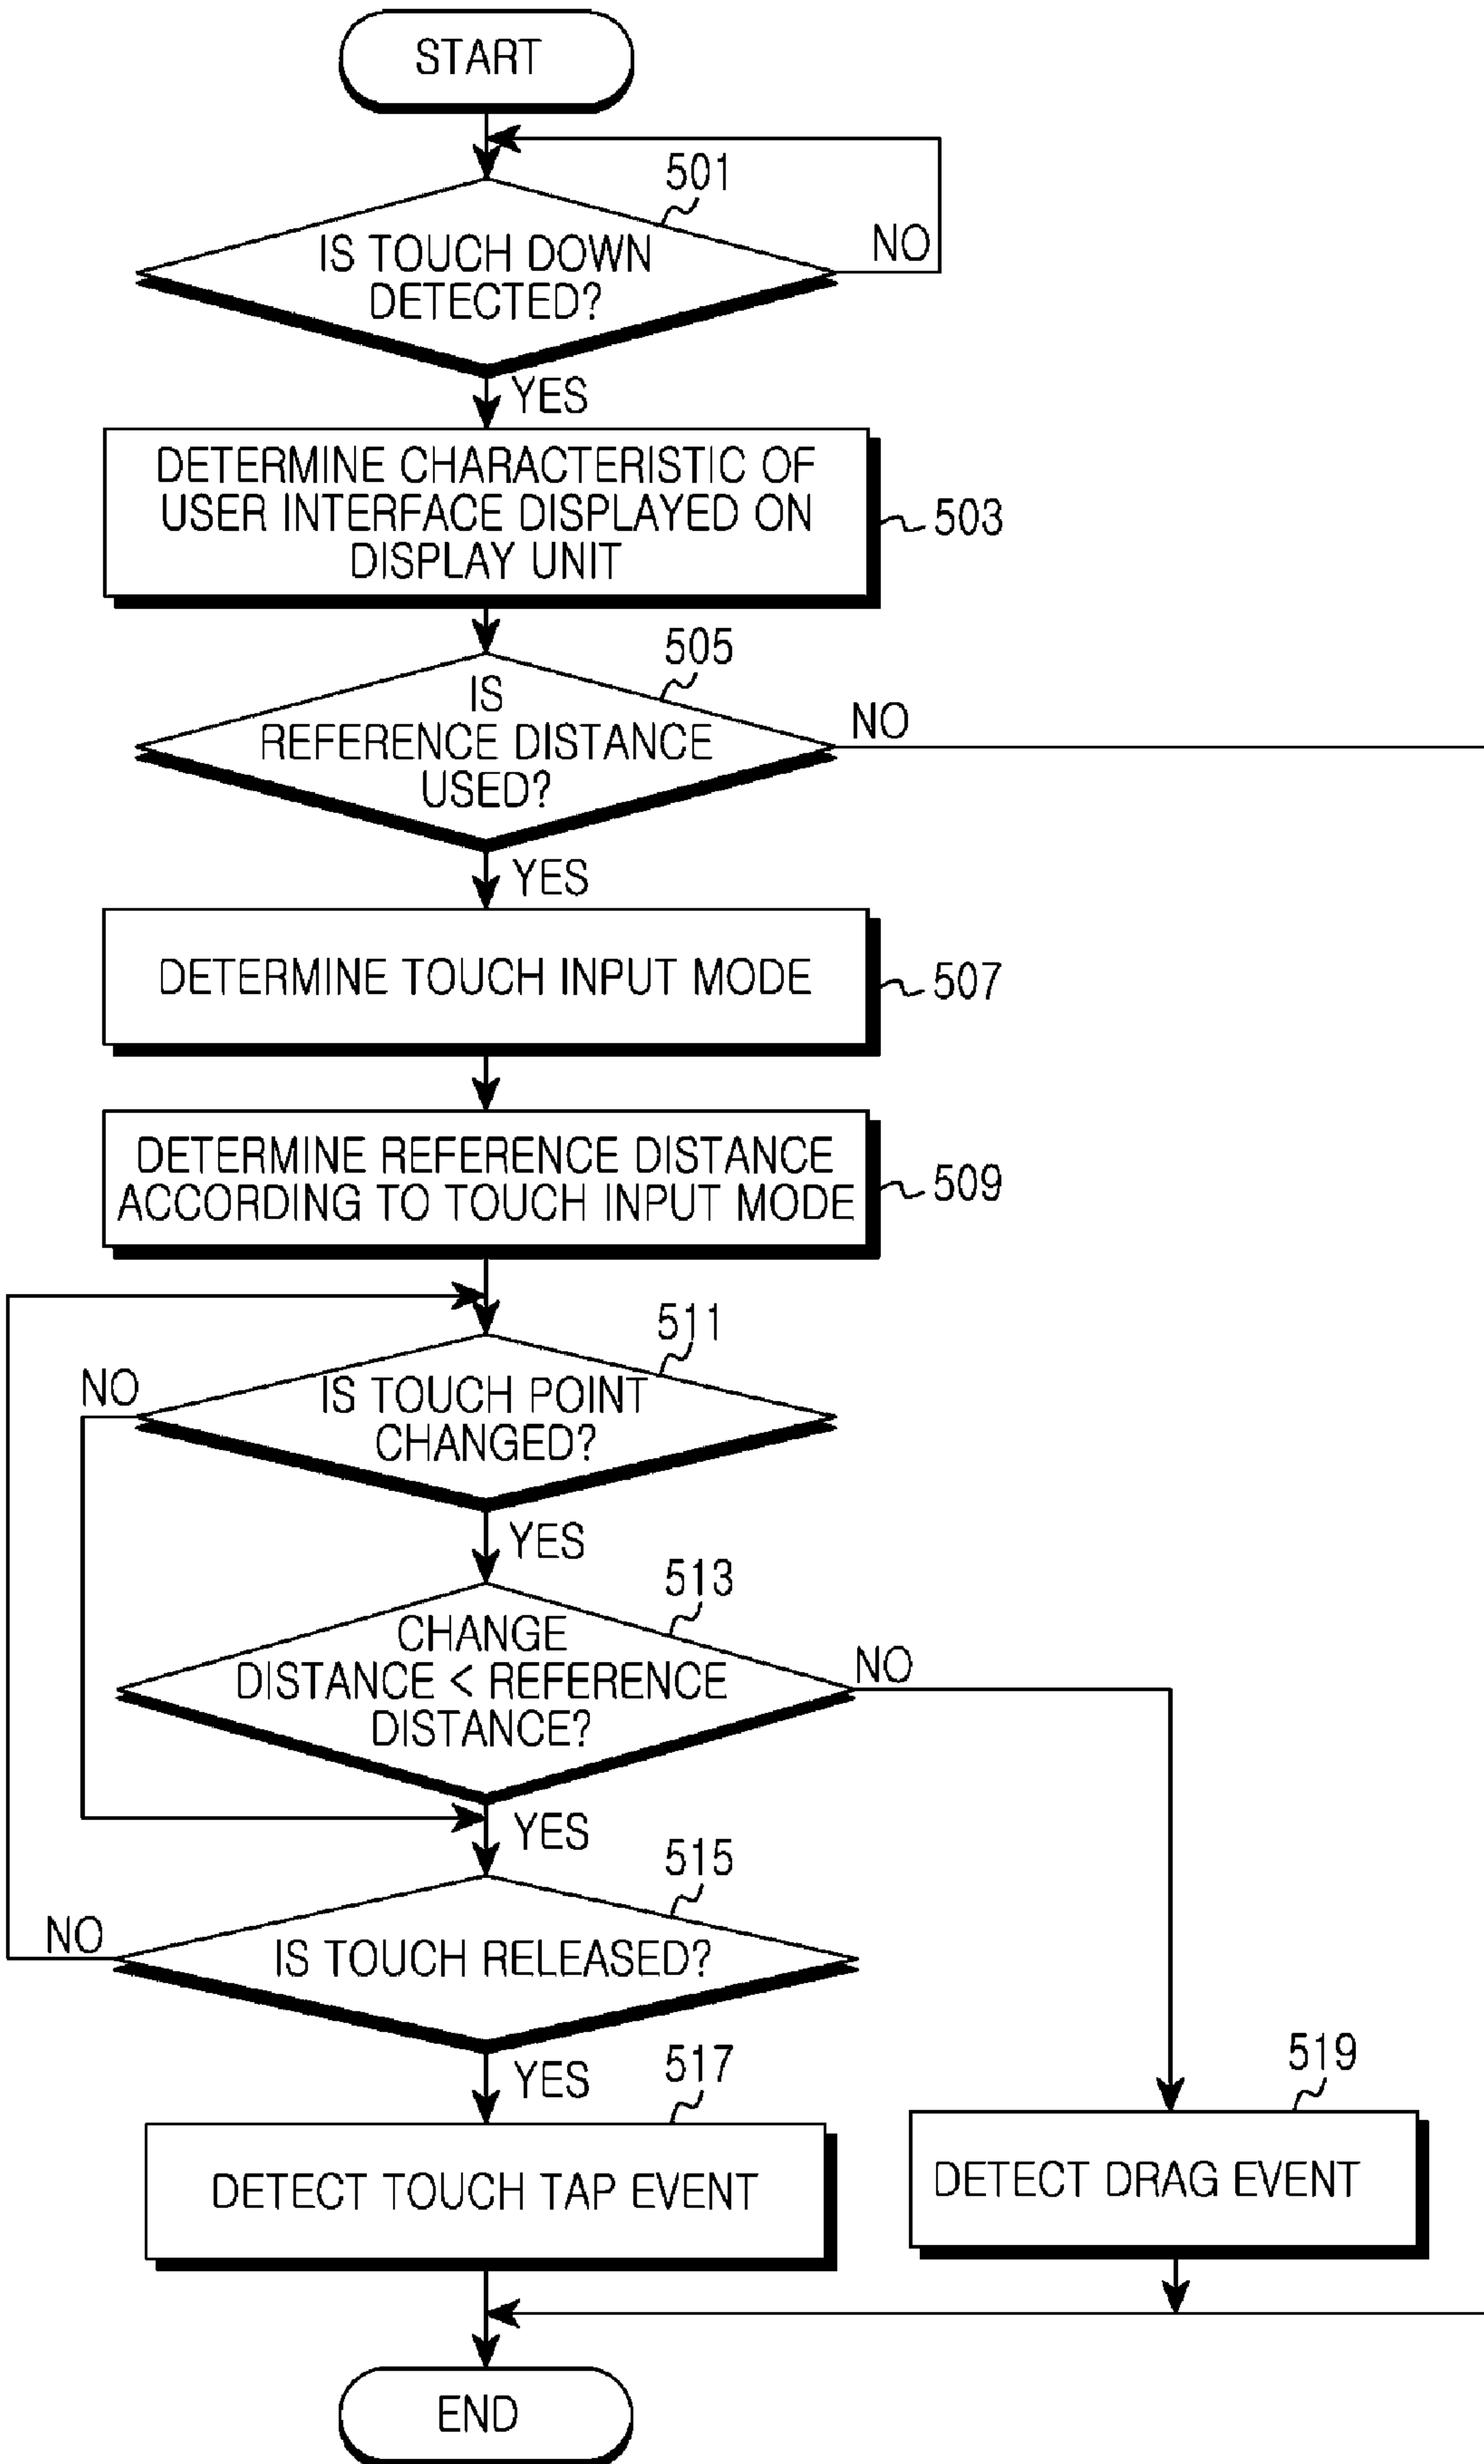 START
501
IS TOUCH DOWN
DETECTED?
NO
YES
DETERMINE CHARACTERISTIC OF
USER INTERFACE DISPLAYED ON
DISPLAY UNIT
503
505
IS
REFERENCE DISTANCE
USED?
NO
YES
DETERMINE TOUCH INPUT MODE
507
DETERMINE REFERENCE DISTANCE
ACCORDING TO TOUCH INPUT MODE
509
511
NO
IS TOUCH POINT
CHANGED?
YES
513
CHANGE
DISTANCE < REFERENCE
DISTANCE?
NO
YES
515
NO
IS TOUCH RELEASED?
YES
517
519
DETECT TOUCH TAP EVENT
DETECT DRAG EVENT
END